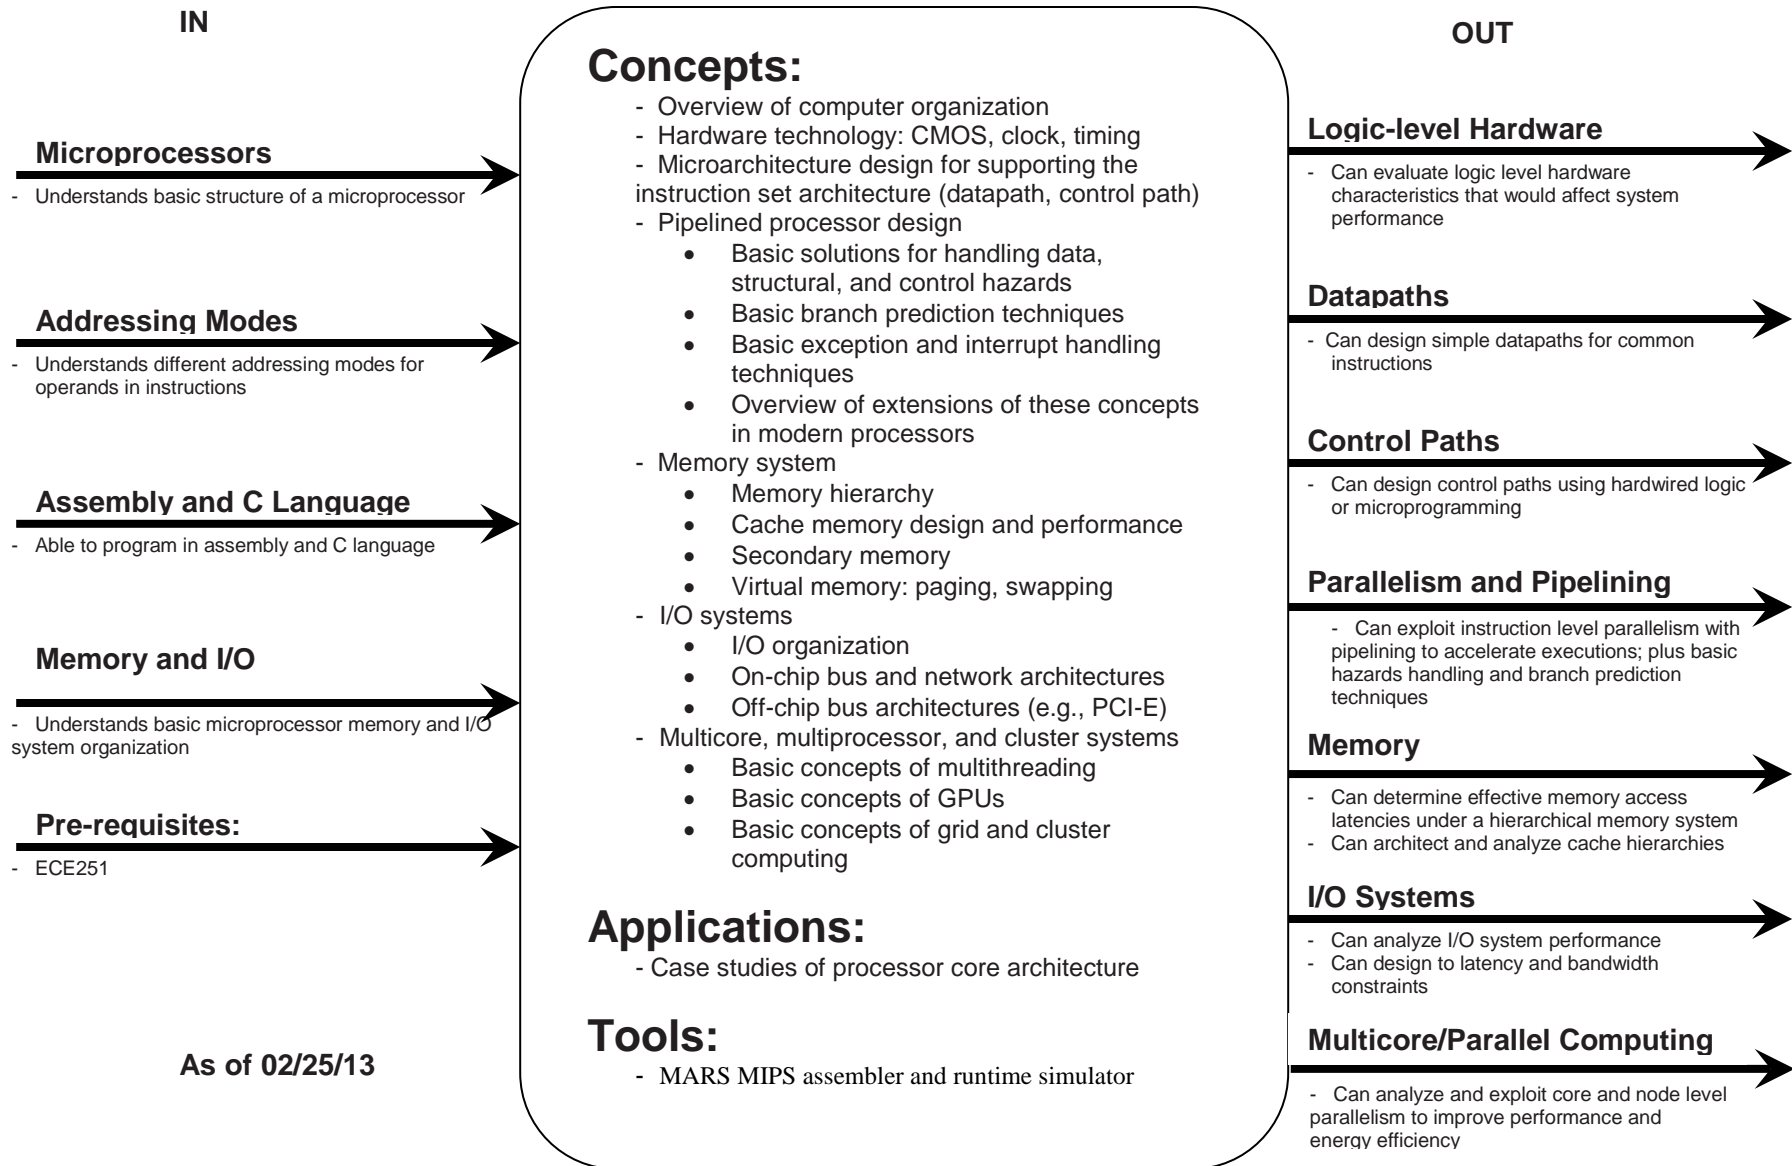 IN
Microprocessors
- Understands basic structure of a microprocessor
Addressing Modes
- Understands different addressing modes for
operands in instructions
Assembly and C Language
- Able to program in assembly and C language
Memory and I/O
- Understands basic microprocessor memory and I/O
system organization
Pre-requisites:
- ECE251
As of 02/25/13
Concepts:
- Overview of computer organization
- Hardware technology: CMOS, clock, timing
- Microarchitecture design for supporting the
instruction set architecture (datapath, control path)
- Pipelined processor design
• Basic solutions for handling data,
structural, and control hazards
• Basic branch prediction techniques
• Basic exception and interrupt handling
techniques
• Overview of extensions of these concepts
in modern processors
- Memory system
• Memory hierarchy
• Cache memory design and performance
• Secondary memory
• Virtual memory: paging, swapping
- I/O systems
• I/O organization
• On-chip bus and network architectures
• Off-chip bus architectures (e.g., PCI-E)
- Multicore, multiprocessor, and cluster systems
• Basic concepts of multithreading
• Basic concepts of GPUs
• Basic concepts of grid and cluster
computing
Applications:
- Case studies of processor core architecture
Tools:
- MARS MIPS assembler and runtime simulator
OUT
Logic-level Hardware
- Can evaluate logic level hardware
characteristics that would affect system
performance
Datapaths
- Can design simple datapaths for common
instructions
Control Paths
- Can design control paths using hardwired logic
or microprogramming
Parallelism and Pipelining
- Can exploit instruction level parallelism with
pipelining to accelerate executions; plus basic
hazards handling and branch prediction
techniques
Memory
- Can determine effective memory access
latencies under a hierarchical memory system
- Can architect and analyze cache hierarchies
I/O Systems
- Can analyze I/O system performance
- Can design to latency and bandwidth
constraints
Multicore/Parallel Computing
- Can analyze and exploit core and node level
parallelism to improve performance and
energy efficiency